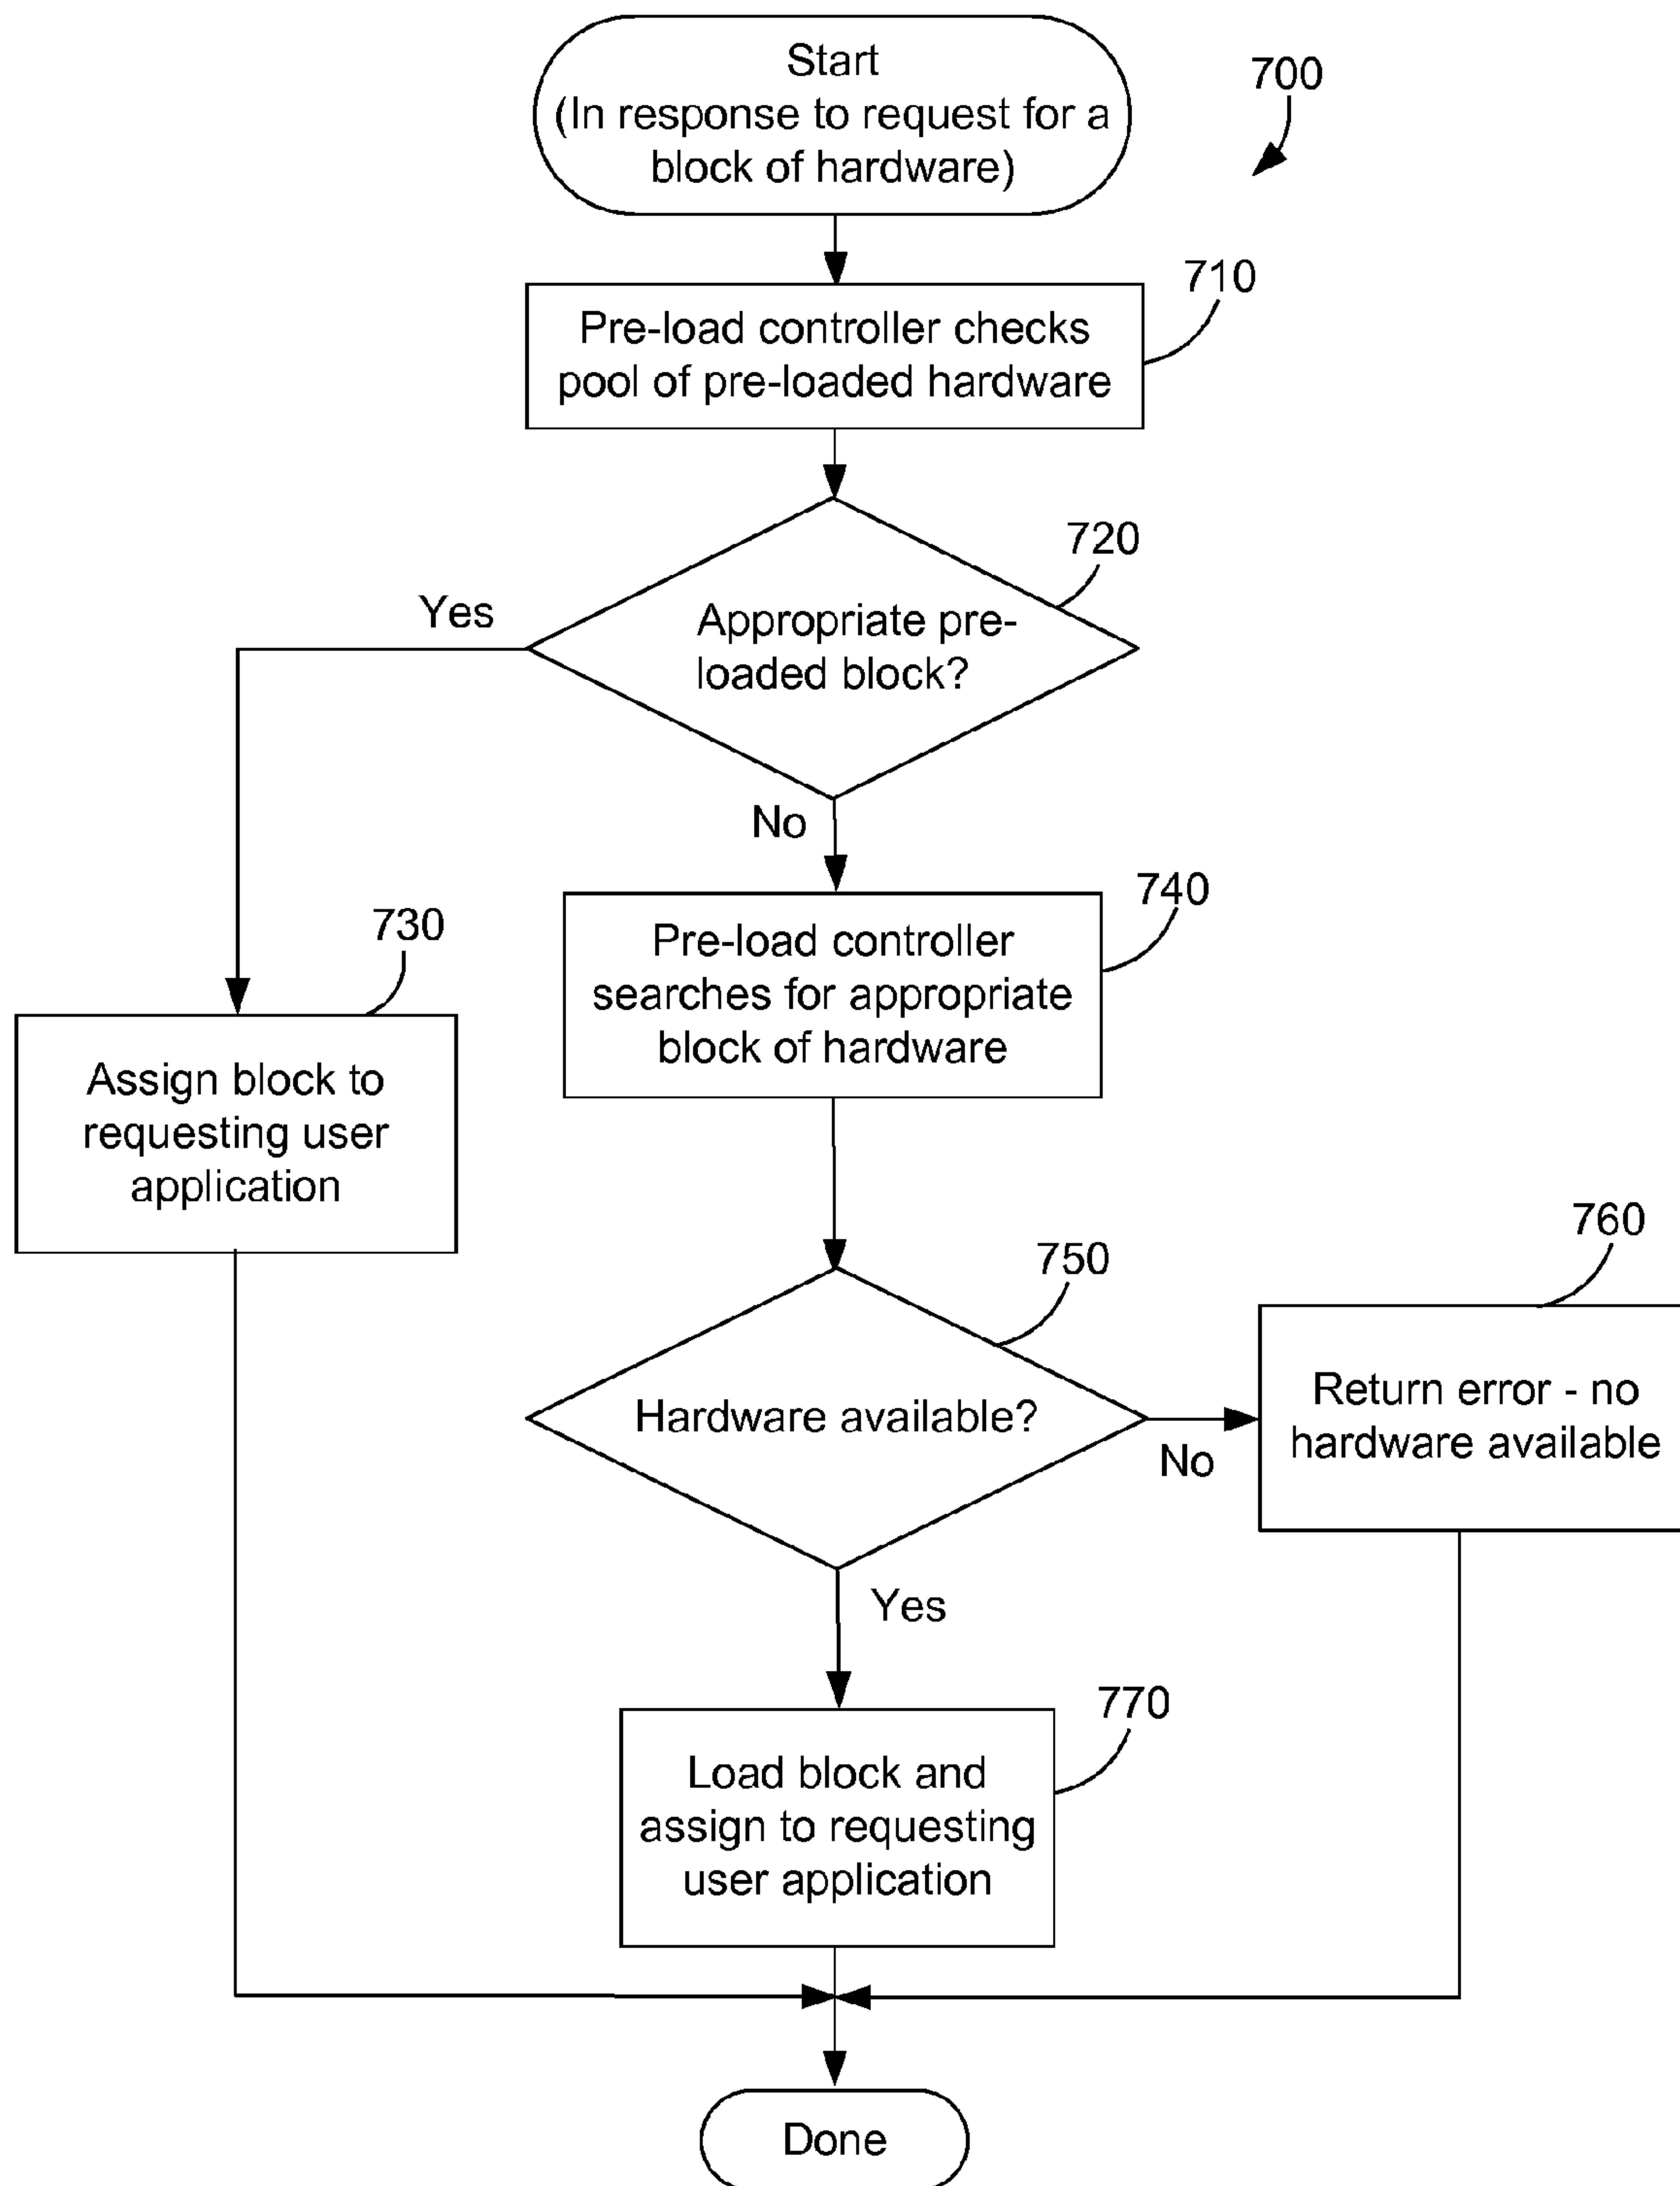 Start
(In response to request for a
block of hardware)
700
710
Pre-load controller checks
pool of pre-loaded hardware
720
Yes
Appropriate pre-
loaded block?
No
740
730
Pre-load controller
searches for appropriate
block of hardware
Assign block to
requesting user
application
760
750
Hardware available?
No
Return error - no
hardware available
Yes
770
Load block and
assign to requesting
user application
Done